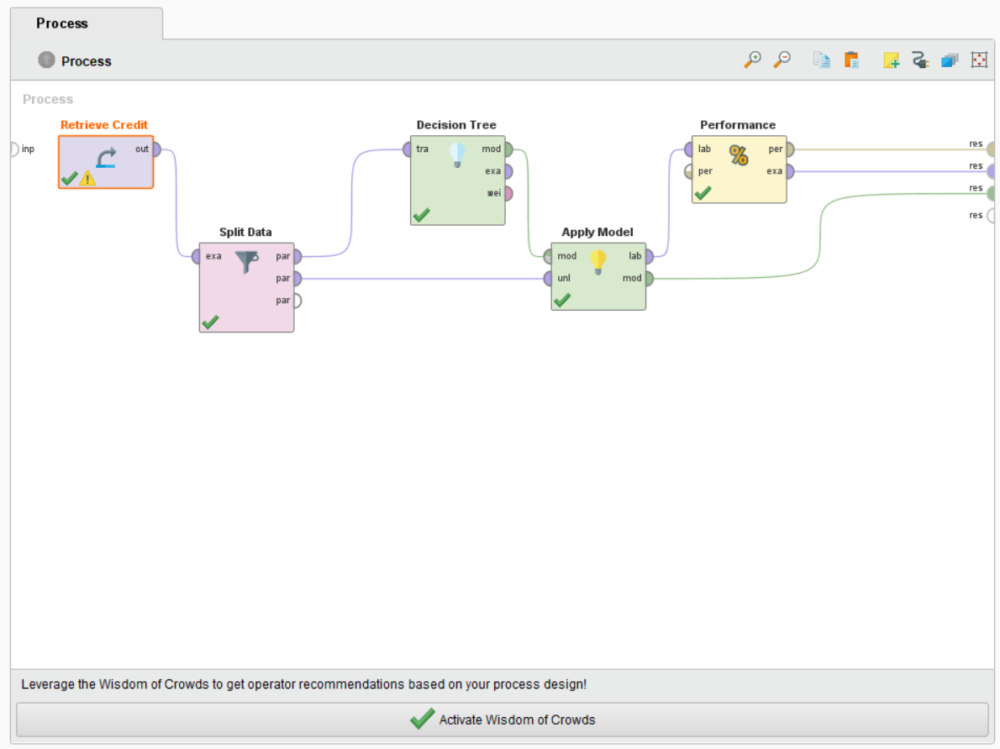 Process
Process
Process
Retrieve Credit
Decision Tree
Performance
inp
out
tra
mod
lab
per
res
exa
per
exa
res
wei
res
Split Data
Apply Model
res
exa
par
mod
lab
par
unl
mod
par
%
Leverage the Wisdom of Crowds to get operator recommendations based on your process design!
Activate Wisdom of Crowds